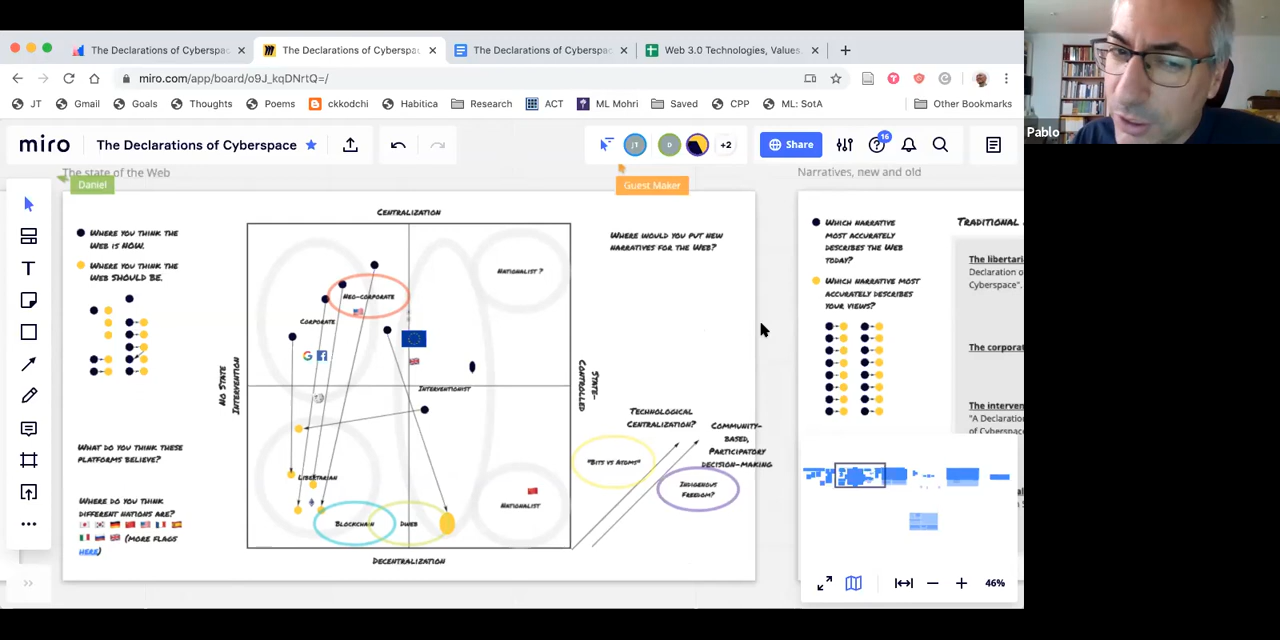 The Declarations of Cyberspac
The Declarations of Cyberspac
The Declarations of Cyberspac
Web 3.0 Technologies, Values.
miro.com/app/board/o9J_kqDNrtQ=/
JT
Gmail
Goals
Thoughts
Poems
ckkodchi
Habitica
Research
ACT
ML Mohri
Saved
CPP
ML: SotA
Other Bookmarks
Pablo
miro
The Declarations of Cyberspace
JT
D
+2
Share
16
The state of the Web
Daniel
Guest Maker
Narratives, new and old
WHERE YOU THINK THE
WEB IS NOW.
WHERE YOU THINK THE
WEB SHOULD BE.
WHAT DO YOU THINK THESE
PLATFORMS BELIEVE?
WHERE DO YOU THINK
DIFFERENT NATIONS ARE?
(MORE FLAGS
HERE)
CENTRALIZATION
NO STATE
INTERVENTION
STATE-
CONTROLLED
DECENTRALIZATION
NATIONALIST ?
NEO-CORPORATE
CORPORATE
INTERVENTIONIST
LIBERTARIAN
BLOCKCHAIN
DWEB
NATIONALIST
WHERE WOULD YOU PUT NEW
NARRATIVES FOR THE WEB?
TECHNOLOGICAL
CENTRALIZATION?
COMMUNITY-
BASED,
PARTICIPATORY
DECISION-MAKING
"BITS VS ATOMS"
INDIGENOUS
FREEDOM?
WHICH NARRATIVE
MOST ACCURATELY
DESCRIBES THE WEB
TODAY?
WHICH NARRATIVE MOST
ACCURATELY DESCRIBES
YOUR VIEWS?
TRADITIONAL
The libertari
Declaration o
Cyberspace".
The corporat
The interven
"A Declaration
of Cyberspac
46%